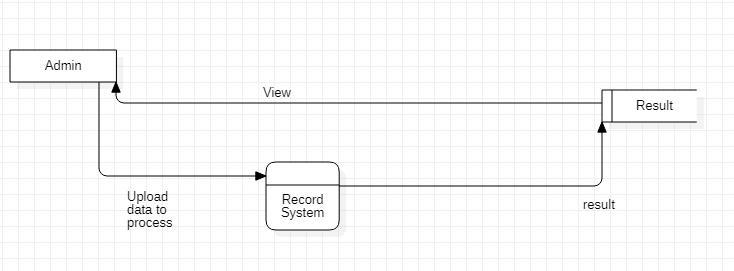 Admin
View
Result
Upload
data to
process
Record
System
result